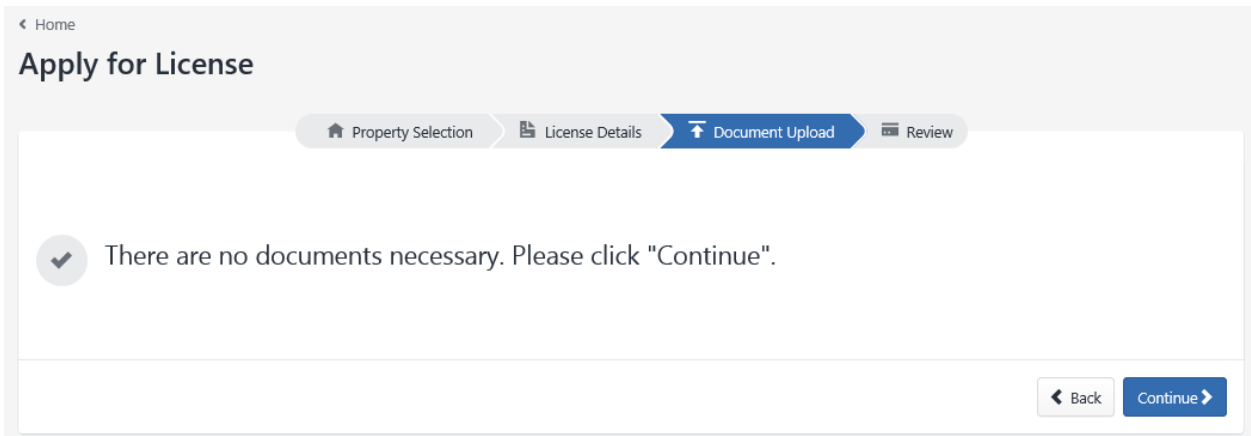 Home
Apply for License
Property Selection License Details Document Upload Review
There are no documents necessary. Please click "Continue".
Back Continue